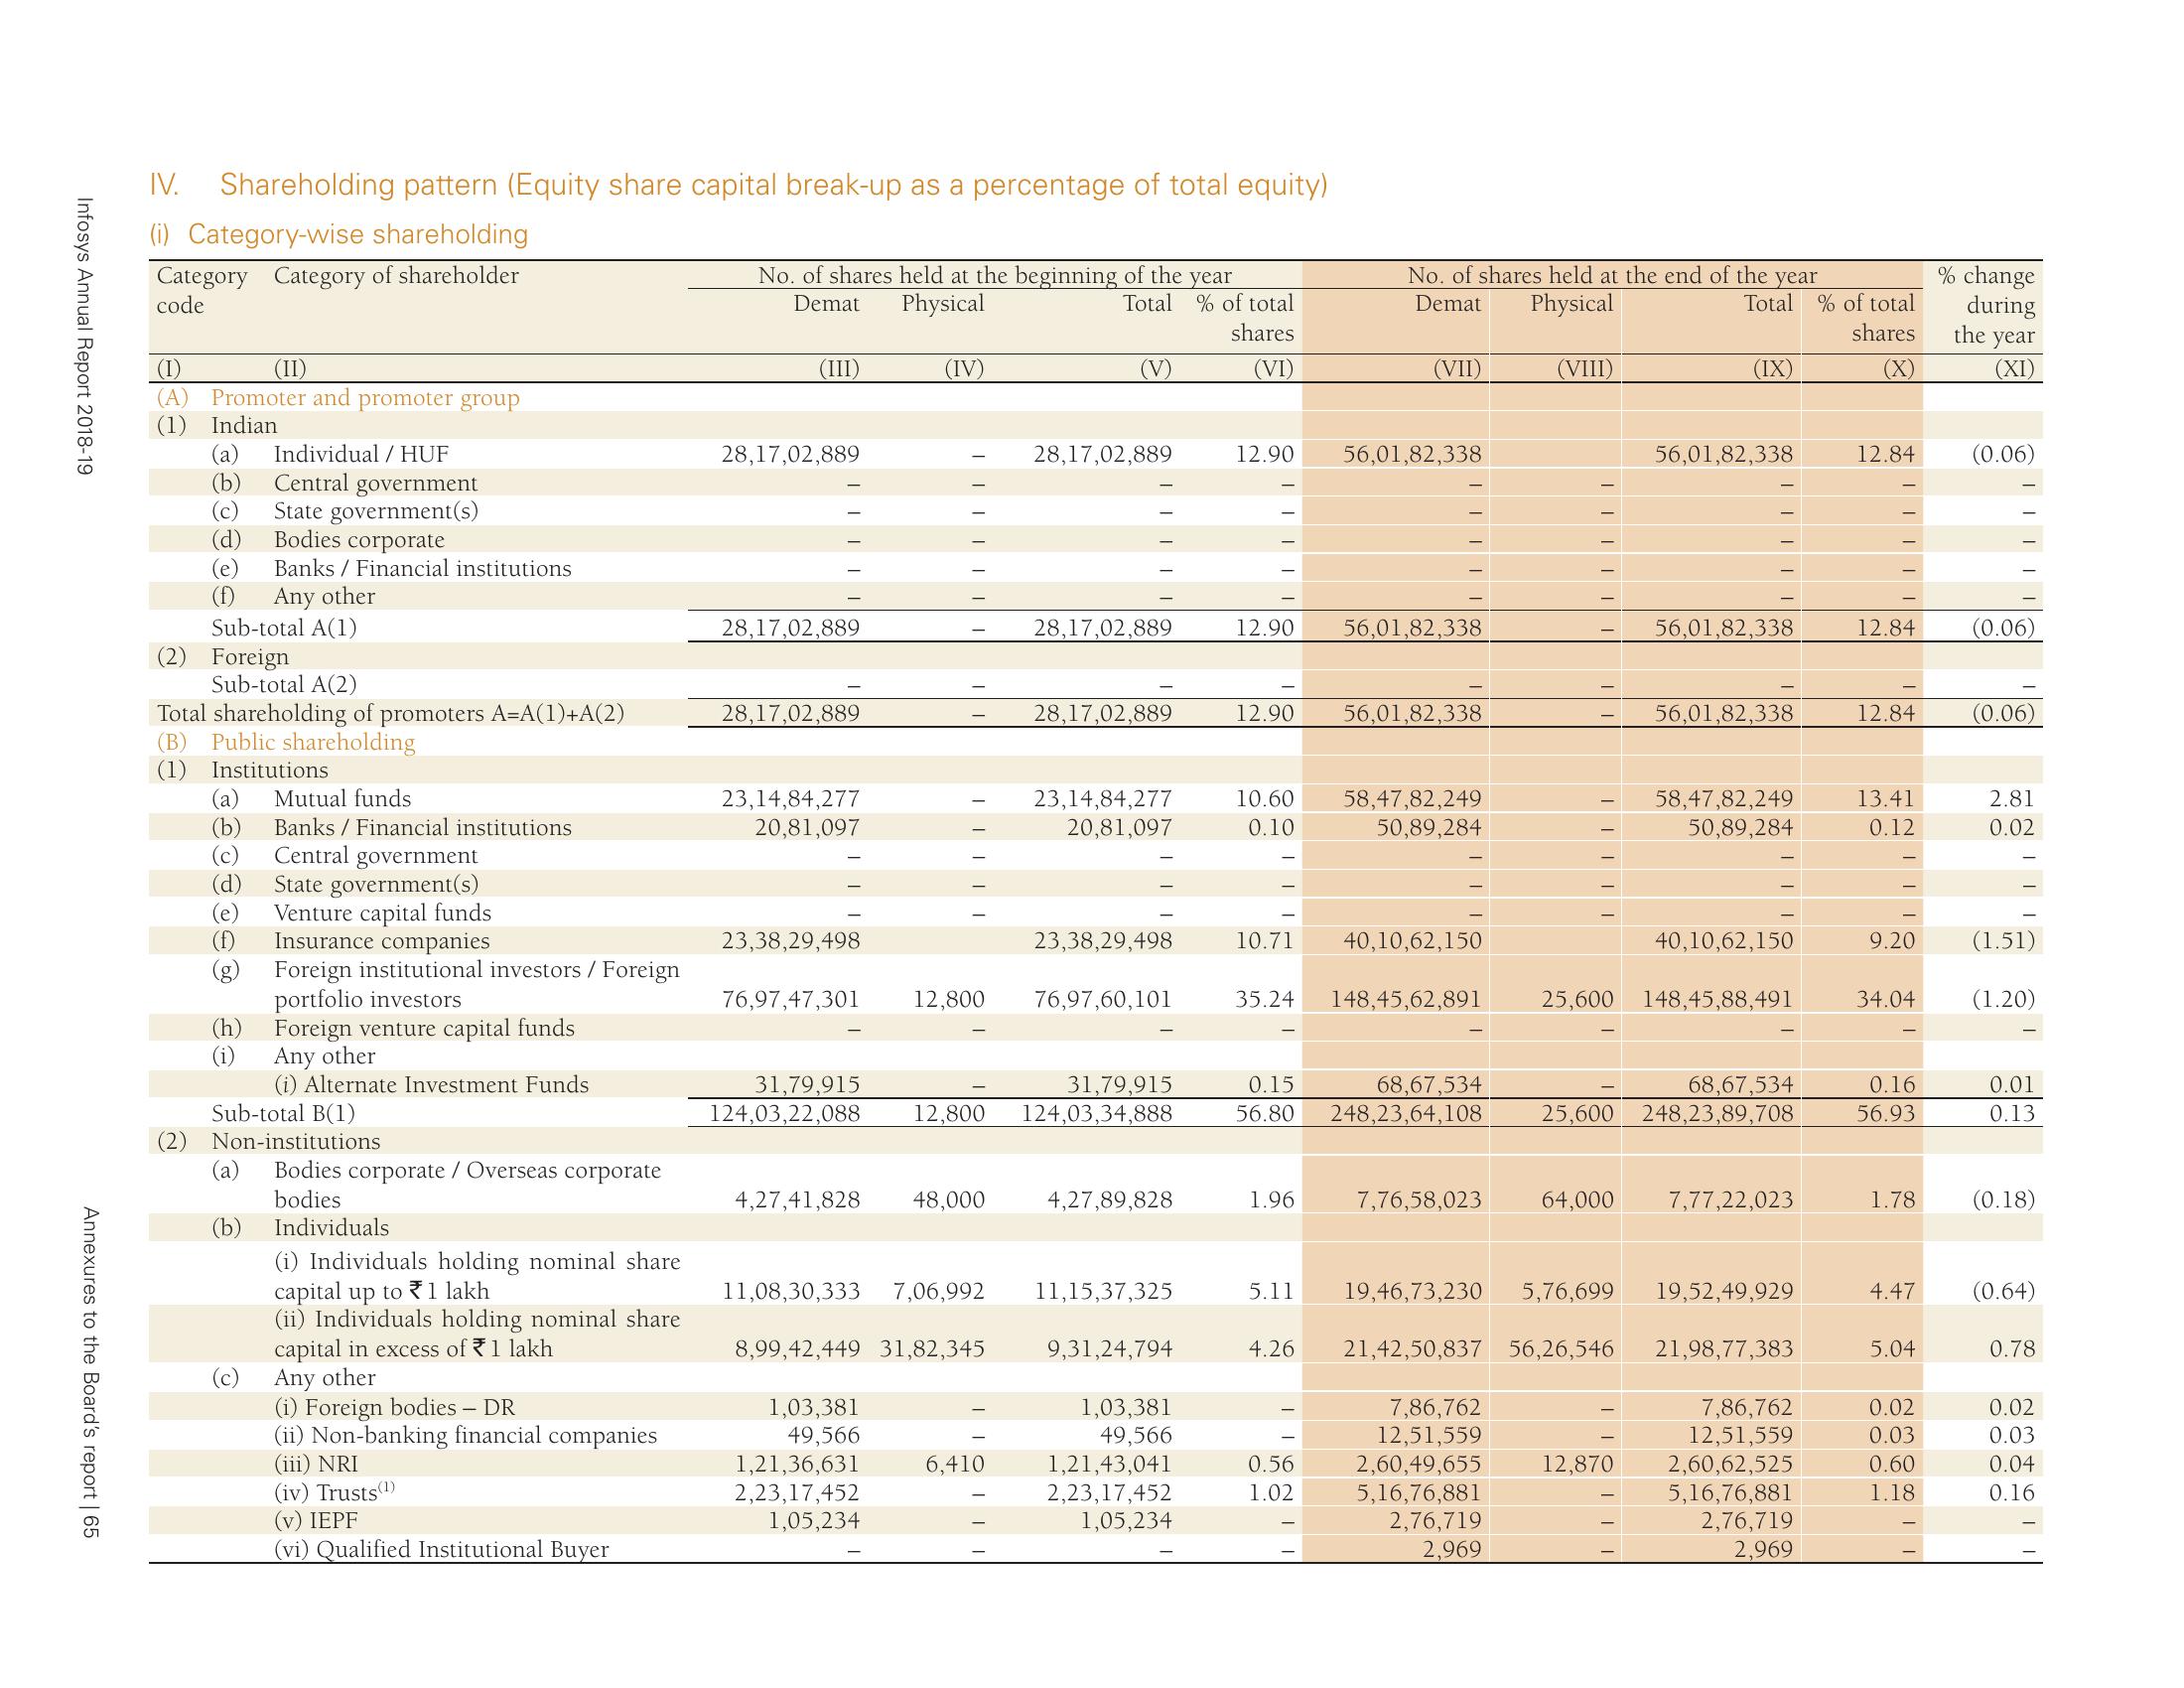 IV. Shareholding pattern (Equity share capital break-up as a percentage of total equity)
(i) Category-wise shareholding
Category code Category of shareholder No. of shares held at the beginning of the year No. of shares held at the end of the year % change during the year
Demat Physical Total % of total shares Demat Physical Total % of total shares
(I) (II) (III) (IV) (V) (VI) (VII) (VIII) (IX) (X) (XI)
(A) Promoter and promoter group
(1) Indian
(a) Individual / HUF 28,17,02,889 – 28,17,02,889 12.90 56,01,82,338 56,01,82,338 12.84 (0.06)
(b) Central government – – – – – – – – –
(c) State government(s) – – – – – – – – –
(d) Bodies corporate – – – – – – – – –
(e) Banks / Financial institutions – – – – – – – – –
(f) Any other – – – – – – – – –
Sub-total A(1) 28,17,02,889 – 28,17,02,889 12.90 56,01,82,338 – 56,01,82,338 12.84 (0.06)
(2) Foreign
Sub-total A(2) – – – – – – – – –
Total shareholding of promoters A=A(1)+A(2) 28,17,02,889 – 28,17,02,889 12.90 56,01,82,338 – 56,01,82,338 12.84 (0.06)
(B) Public shareholding
(1) Institutions
(a) Mutual funds 23,14,84,277 – 23,14,84,277 10.60 58,47,82,249 – 58,47,82,249 13.41 2.81
(b) Banks / Financial institutions 20,81,097 – 20,81,097 0.10 50,89,284 – 50,89,284 0.12 0.02
(c) Central government – – – – – – – – –
(d) State government(s) – – – – – – – – –
(e) Venture capital funds – – – – – – – – –
(f) Insurance companies 23,38,29,498 23,38,29,498 10.71 40,10,62,150 40,10,62,150 9.20 (1.51)
(g) Foreign institutional investors / Foreign
portfolio investors 76,97,47,301 12,800 76,97,60,101 35.24 148,45,62,891 25,600 148,45,88,491 34.04 (1.20)
(h) Foreign venture capital funds – – – – – – – – –
(i) Any other
(i) Alternate Investment Funds 31,79,915 – 31,79,915 0.15 68,67,534 – 68,67,534 0.16 0.01
Sub-total B(1) 124,03,22,088 12,800 124,03,34,888 56.80 248,23,64,108 25,600 248,23,89,708 56.93 0.13
(2) Non-institutions
(a) Bodies corporate / Overseas corporate
bodies 4,27,41,828 48,000 4,27,89,828 1.96 7,76,58,023 64,000 7,77,22,023 1.78 (0.18)
(b) Individuals
(i) Individuals holding nominal share
capital up to ₹ 1 lakh 11,08,30,333 7,06,992 11,15,37,325 5.11 19,46,73,230 5,76,699 19,52,49,929 4.47 (0.64)
(ii) Individuals holding nominal share
capital in excess of ₹ 1 lakh 8,99,42,449 31,82,345 9,31,24,794 4.26 21,42,50,837 56,26,546 21,98,77,383 5.04 0.78
(c) Any other
(i) Foreign bodies – DR 1,03,381 – 1,03,381 – 7,86,762 – 7,86,762 0.02 0.02
(ii) Non-banking financial companies 49,566 – 49,566 – 12,51,559 – 12,51,559 0.03 0.03
(iii) NRI 1,21,36,631 6,410 1,21,43,041 0.56 2,60,49,655 12,870 2,60,62,525 0.60 0.04
(iv) Trusts(1) 2,23,17,452 – 2,23,17,452 1.02 5,16,76,881 – 5,16,76,881 1.18 0.16
(v) IEPF 1,05,234 – 1,05,234 – 2,76,719 – 2,76,719 – –
(vi) Qualified Institutional Buyer – – – – 2,969 – 2,969 – –
Infosys Annual Report 2018-19
Annexures to the Board's report | 65